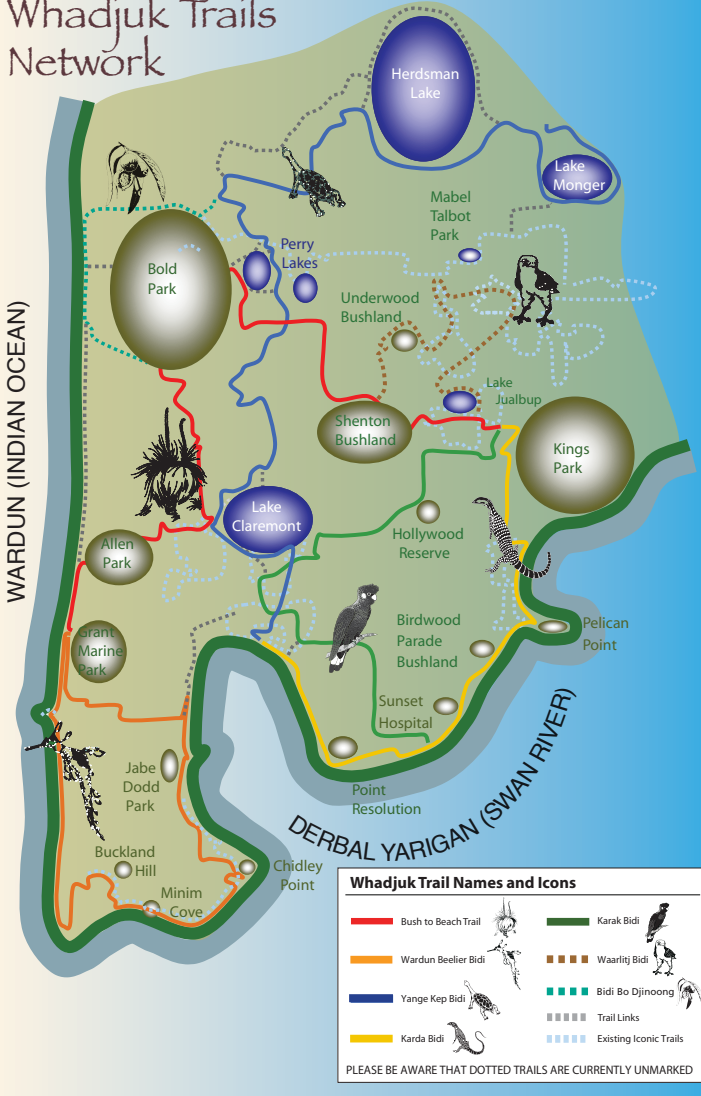 Whadjuk Trails
Network
Herdsman
Lake
Lake
Monger
Mabel
Talbot
Park
Perry
Lakes
Bold
Park
Underwood
Bushland
Lake
Jualbup
Shenton
Bushland
Kings
Park
WARDUN (INDIAN OCEAN)
Lake
Claremont
Hollywood
Reserve
Allen
Park
Grant
Marine
Park
Birdwood
Parade
Bushland
Pelican
Point
Sunset
Hospital
Jabe
Dodd
Park
Point
Resolution
DERBAL YARIGAN (SWAN RIVER)
Buckland
Hill
Chidley
Point
Minim
Cove
Whadjuk Trail Names and Icons
Bush to Beach Trail
Wardun Beelier Bidi
Yange Kep Bidi
Karda Bidi
Karak Bidi
Waarlitj Bidi
Bidi Bo Djinoong
Trail Links
Existing Iconic Trails
PLEASE BE AWARE THAT DOTTED TRAILS ARE CURRENTLY UNMARKED